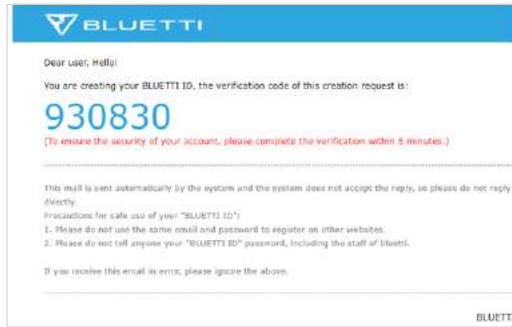 BLUETTI
Dear user, Hello!
You are creating your BLUETTI ID, the verification code of this creation request is:
930830
(To ensure the security of your account, please complete the verification within 5 minutes.)
This mail is sent automatically by the system and the system does not accept the reply, so please do not reply
directly.
Precautions for safe use of your "BLUETTI ID":
1. Please do not use the same email and password to register on other websites.
2. Please do not tell anyone your "BLUETTI ID" password, including the staff of bluetti.
If you receive this email in error, please ignore the above.
BLUETTI